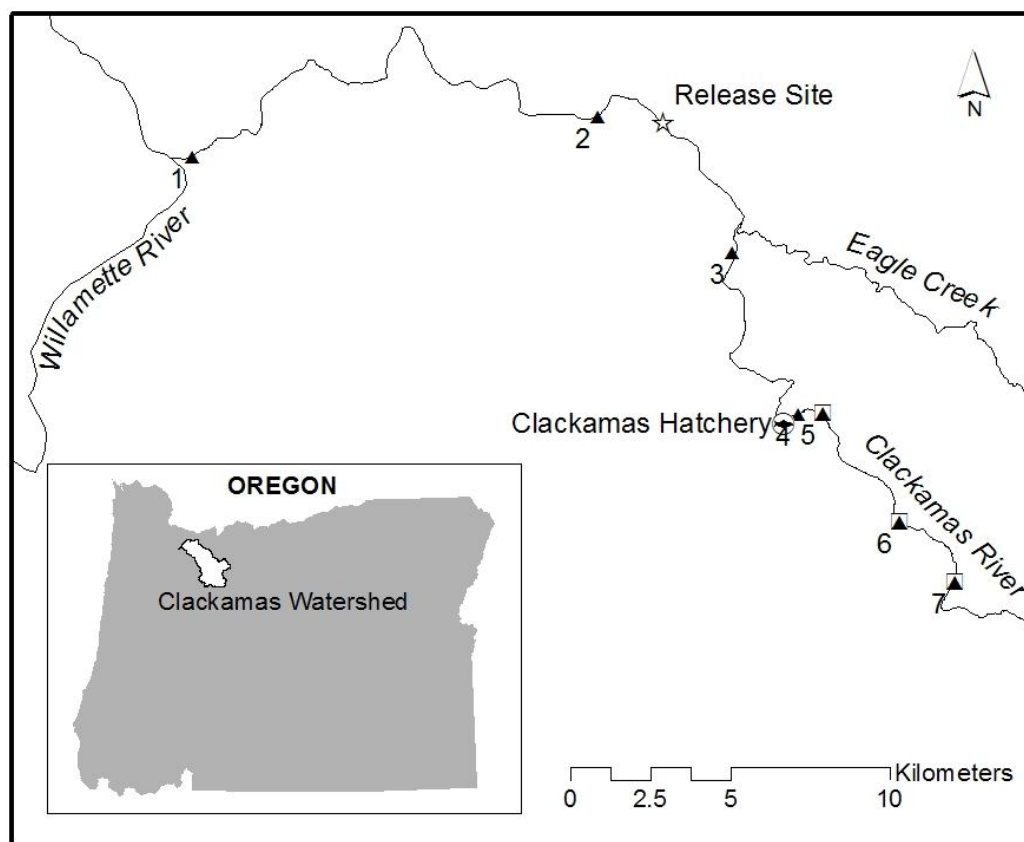 Release Site
N
2
1
Willamette River
Eagle Creek
3
Clackamas Hatchery
4
5
Clackamas River
6
7
OREGON
Clackamas Watershed
Kilometers
0 2.5 5 10